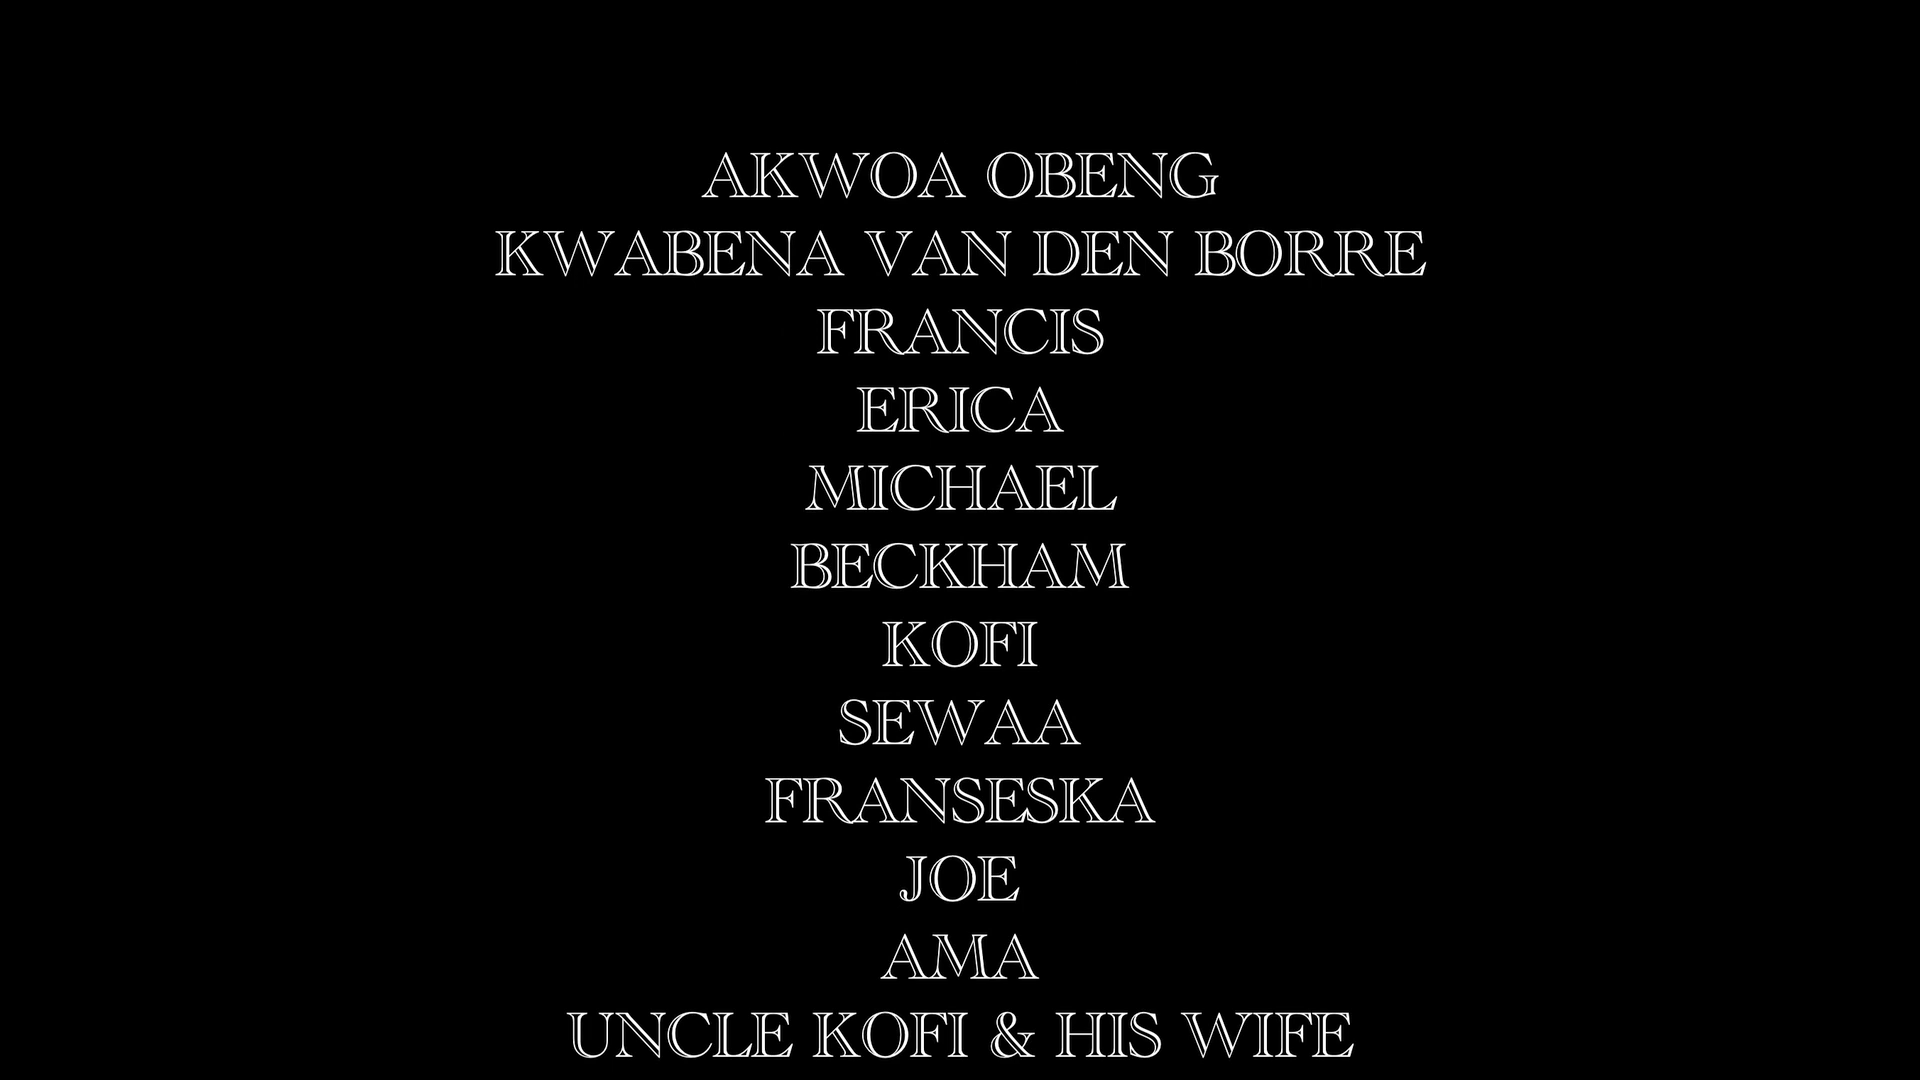 AKWOA OBENG
KWABENA VAN DEN BORRE
FRANCIS
ERICA
MICHAEL
BECKHAM
KOFI
SEWAA
FRANSESKA
JOE
AMA
UNCLE KOFI & HIS WIFE